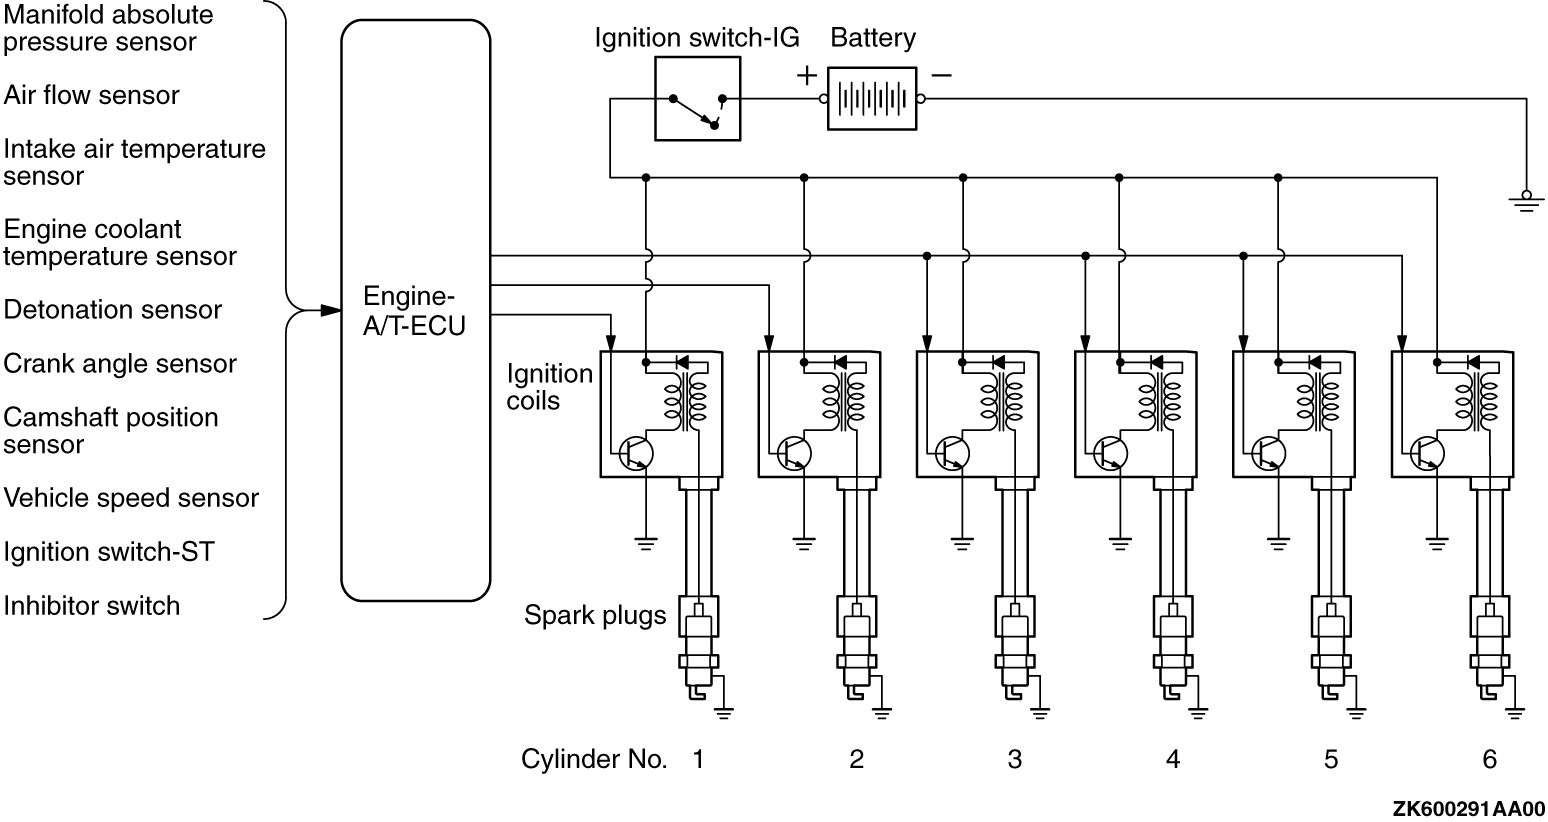 Manifold absolute
pressure sensor
Air flow sensor
Intake air temperature
sensor
Engine coolant
temperature sensor
Detonation sensor
Crank angle sensor
Camshaft position
sensor
Vehicle speed sensor
Ignition switch-ST
Inhibitor switch
Engine-
A/T-ECU
Ignition switch-IG
Battery
+
−
Ignition
coils
Spark plugs
Cylinder No. 1 2 3 4 5 6
ZK600291AA00